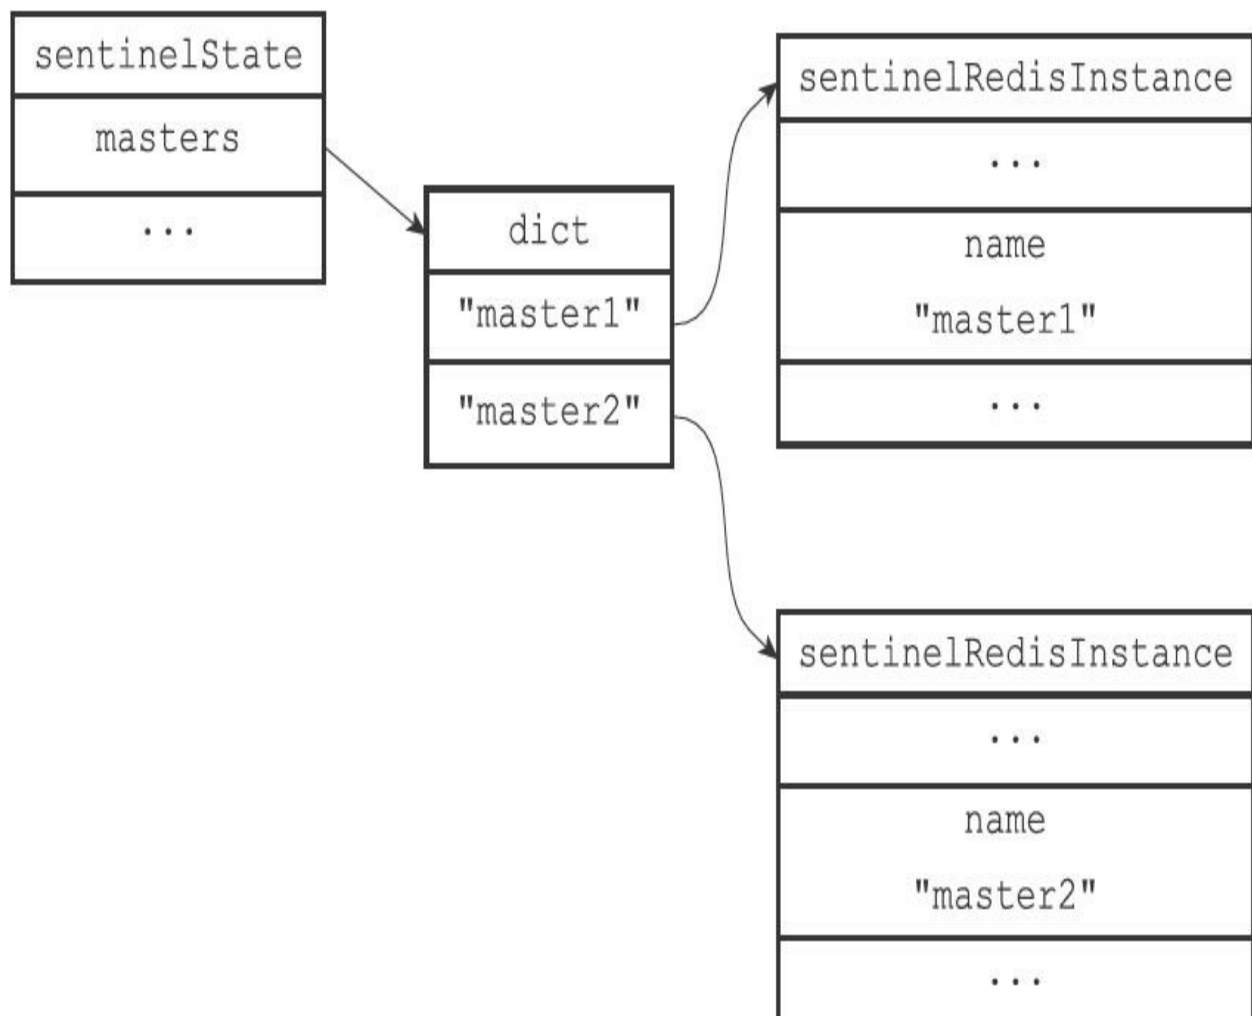 sentinelState
masters
...
dict
"master1"
"master2"
sentinelRedisInstance
...
name
"master1"
...
sentinelRedisInstance
...
name
"master2"
...